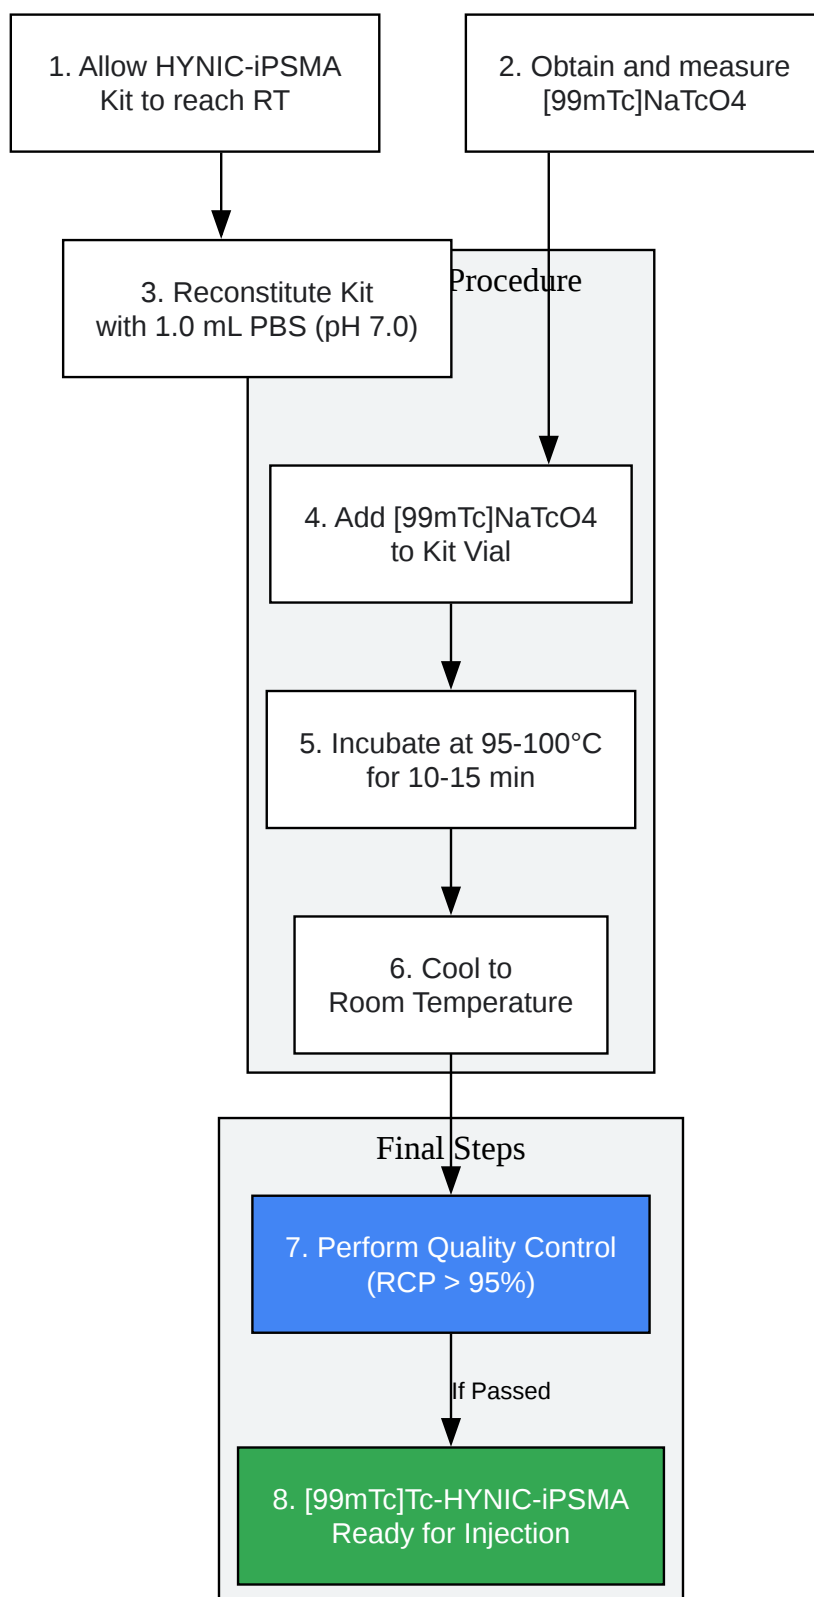 1. Allow HYNIC-iPSMA
Kit to reach RT
2. Obtain and measure
[99mTc]NaTcO4
Procedure
3. Reconstitute Kit
with 1.0 mL PBS (pH 7.0)
4. Add [99mTc]NaTcO4
to Kit Vial
5. Incubate at 95-100°C
for 10-15 min
6. Cool to
Room Temperature
Final Steps
7. Perform Quality Control
(RCP > 95%)
If Passed
8. [99mTc]Tc-HYNIC-iPSMA
Ready for Injection